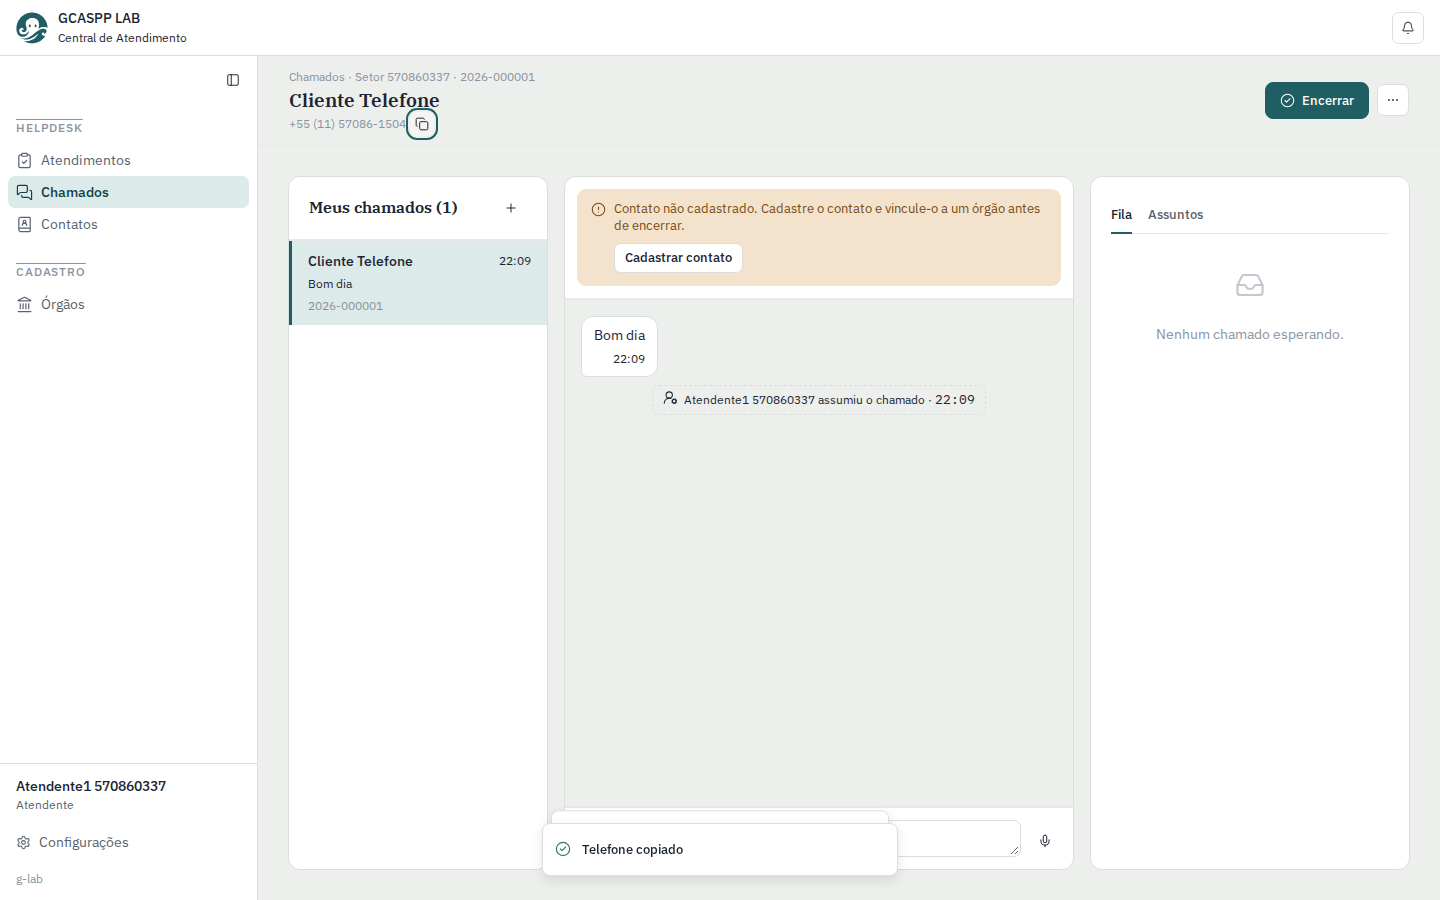 GCASPP LAB
Central de Atendimento
HELPDESK
Atendimentos
Chamados
Contatos
CADASTRO
Órgãos
Atendente1 570860337
Atendente
Configurações
g-lab
Chamados · Setor 570860337 · 2026-000001
Cliente Telefone
+55 (11) 57086-1504
Encerrar
Meus chamados (1)
Cliente Telefone 22:09
Bom dia
2026-000001
Contato não cadastrado. Cadastre o contato e vincule-o a um órgão antes
de encerrar.
Cadastrar contato
Bom dia
22:09
Atendente1 570860337 assumiu o chamado · 22:09
Telefone copiado
Fila Assuntos
Nenhum chamado esperando.